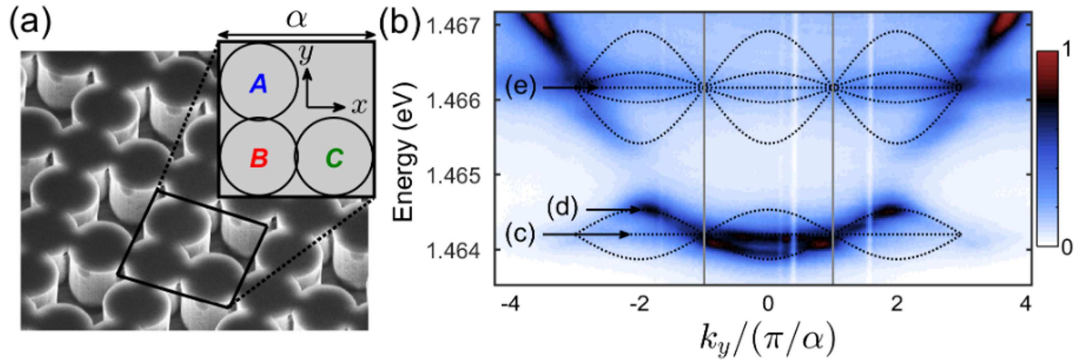 (a)
α
A
y
x
B
C
(b)
Energy (eV)
1.467
1.466
1.465
1.464
(e)
(d)
(c)
-4
-2
0
2
4
k_y/(π/α)
1
0